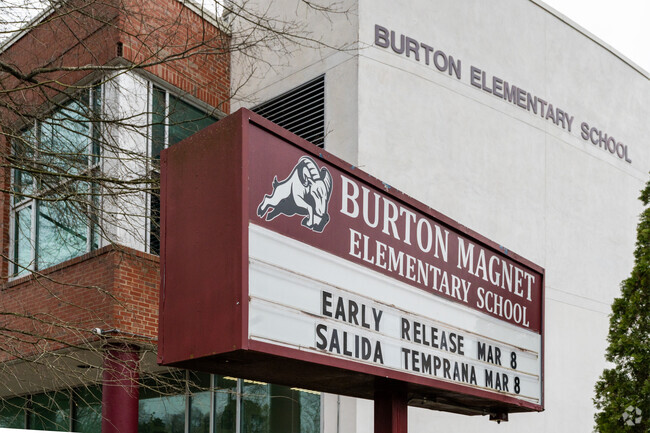 BURTON ELEMENTARY SCHOOL
BURTON MAGNET
ELEMENTARY SCHOOL
EARLY RELEASE MAR 8
SALIDA TEMPRANA MAR 8